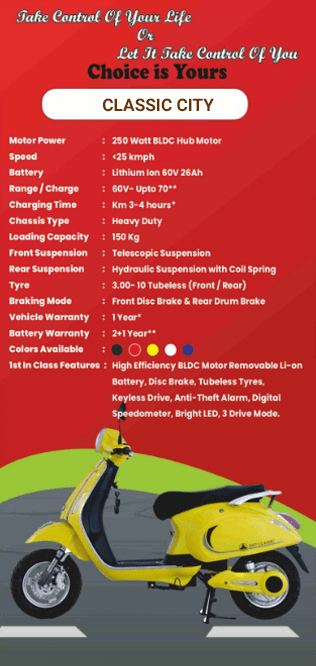 Take Control Of Your Life
Or
Let It Take Control Of You
Choice is Yours
CLASSIC CITY
Motor Power : 250 Watt BLDC Hub Motor
Speed : <25 kmph
Battery : Lithium Ion 60V 26Ah
Range / Charge : 60V- Upto 70**
Charging Time : Km 3-4 hours*
Chassis Type : Heavy Duty
Loading Capacity : 150 Kg
Front Suspension : Telescopic Suspension
Rear Suspension : Hydraulic Suspension with Coil Spring
Tyre : 3.00- 10 Tubeless (Front / Rear)
Braking Mode : Front Disc Brake & Rear Drum Brake
Vehicle Warranty : 1 Year*
Battery Warranty : 2+1 Year**
Colors Available :
1st In Class Features : High Efficiency BLDC Motor Removable Li-on
Battery, Disc Brake, Tubeless Tyres,
Keyless Drive, Anti-Theft Alarm, Digital
Speedometer, Bright LED, 3 Drive Mode.